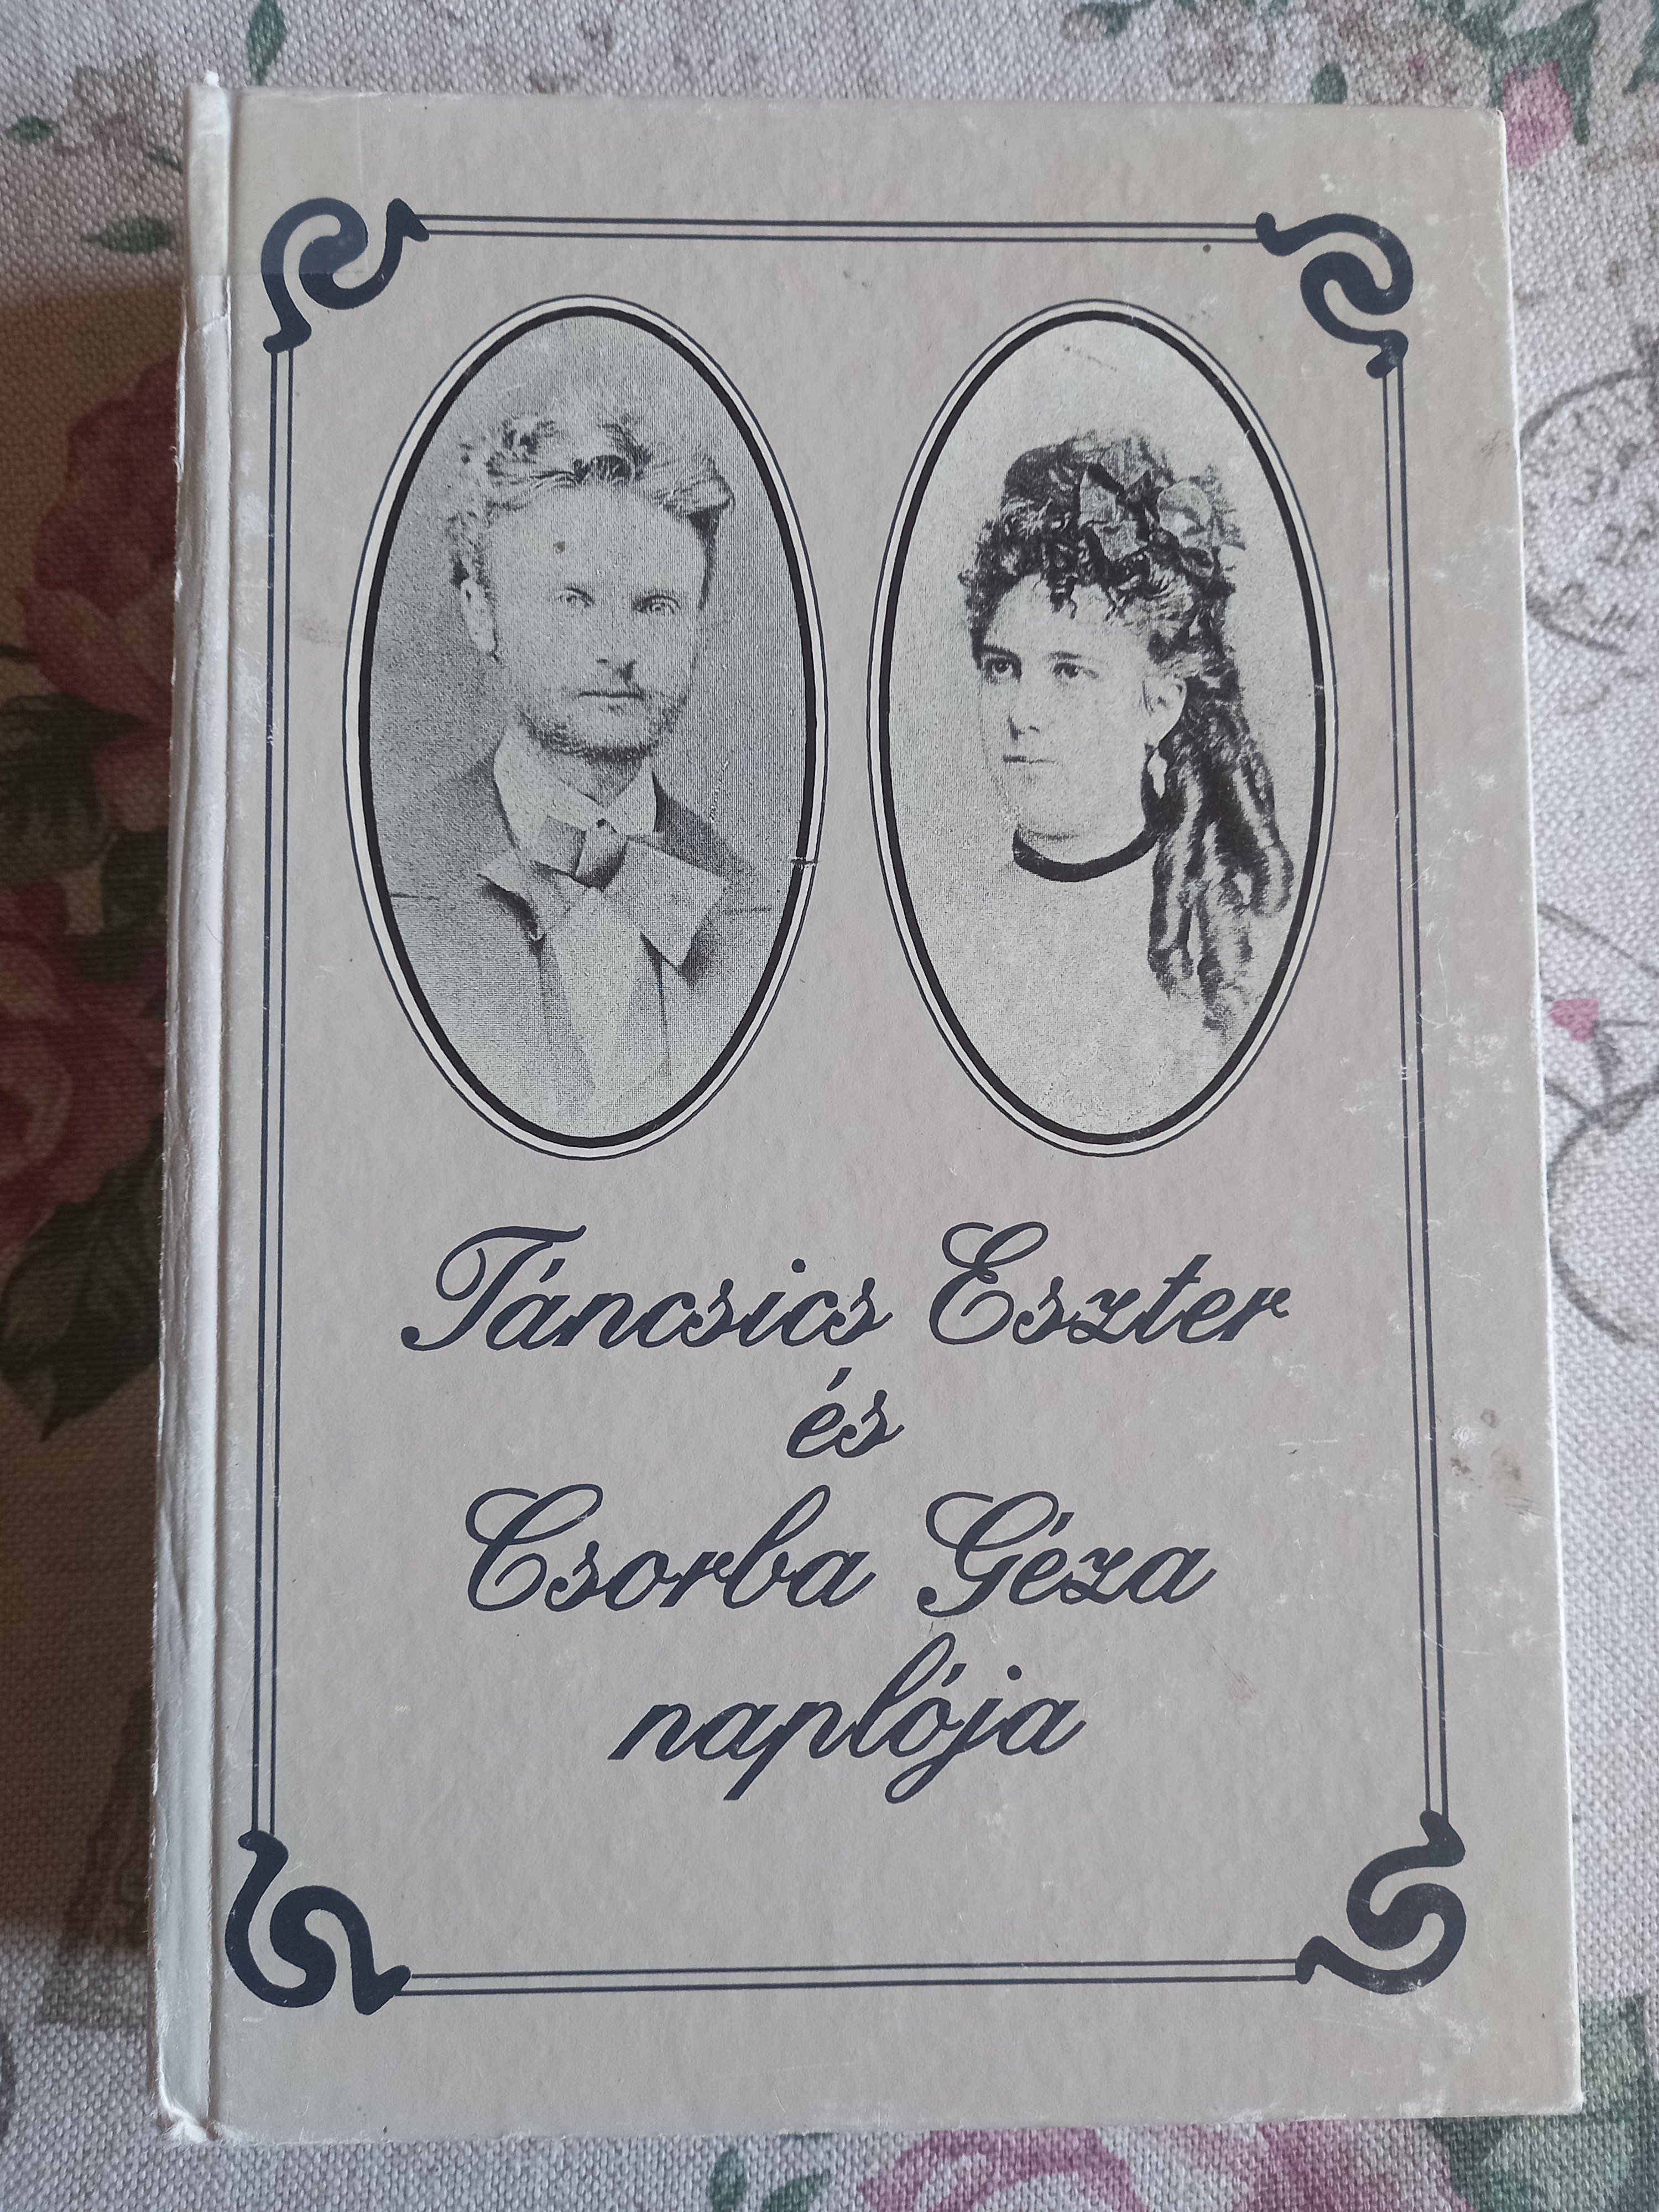 Táncsics Eszter
és
Csorba Géza
naplója